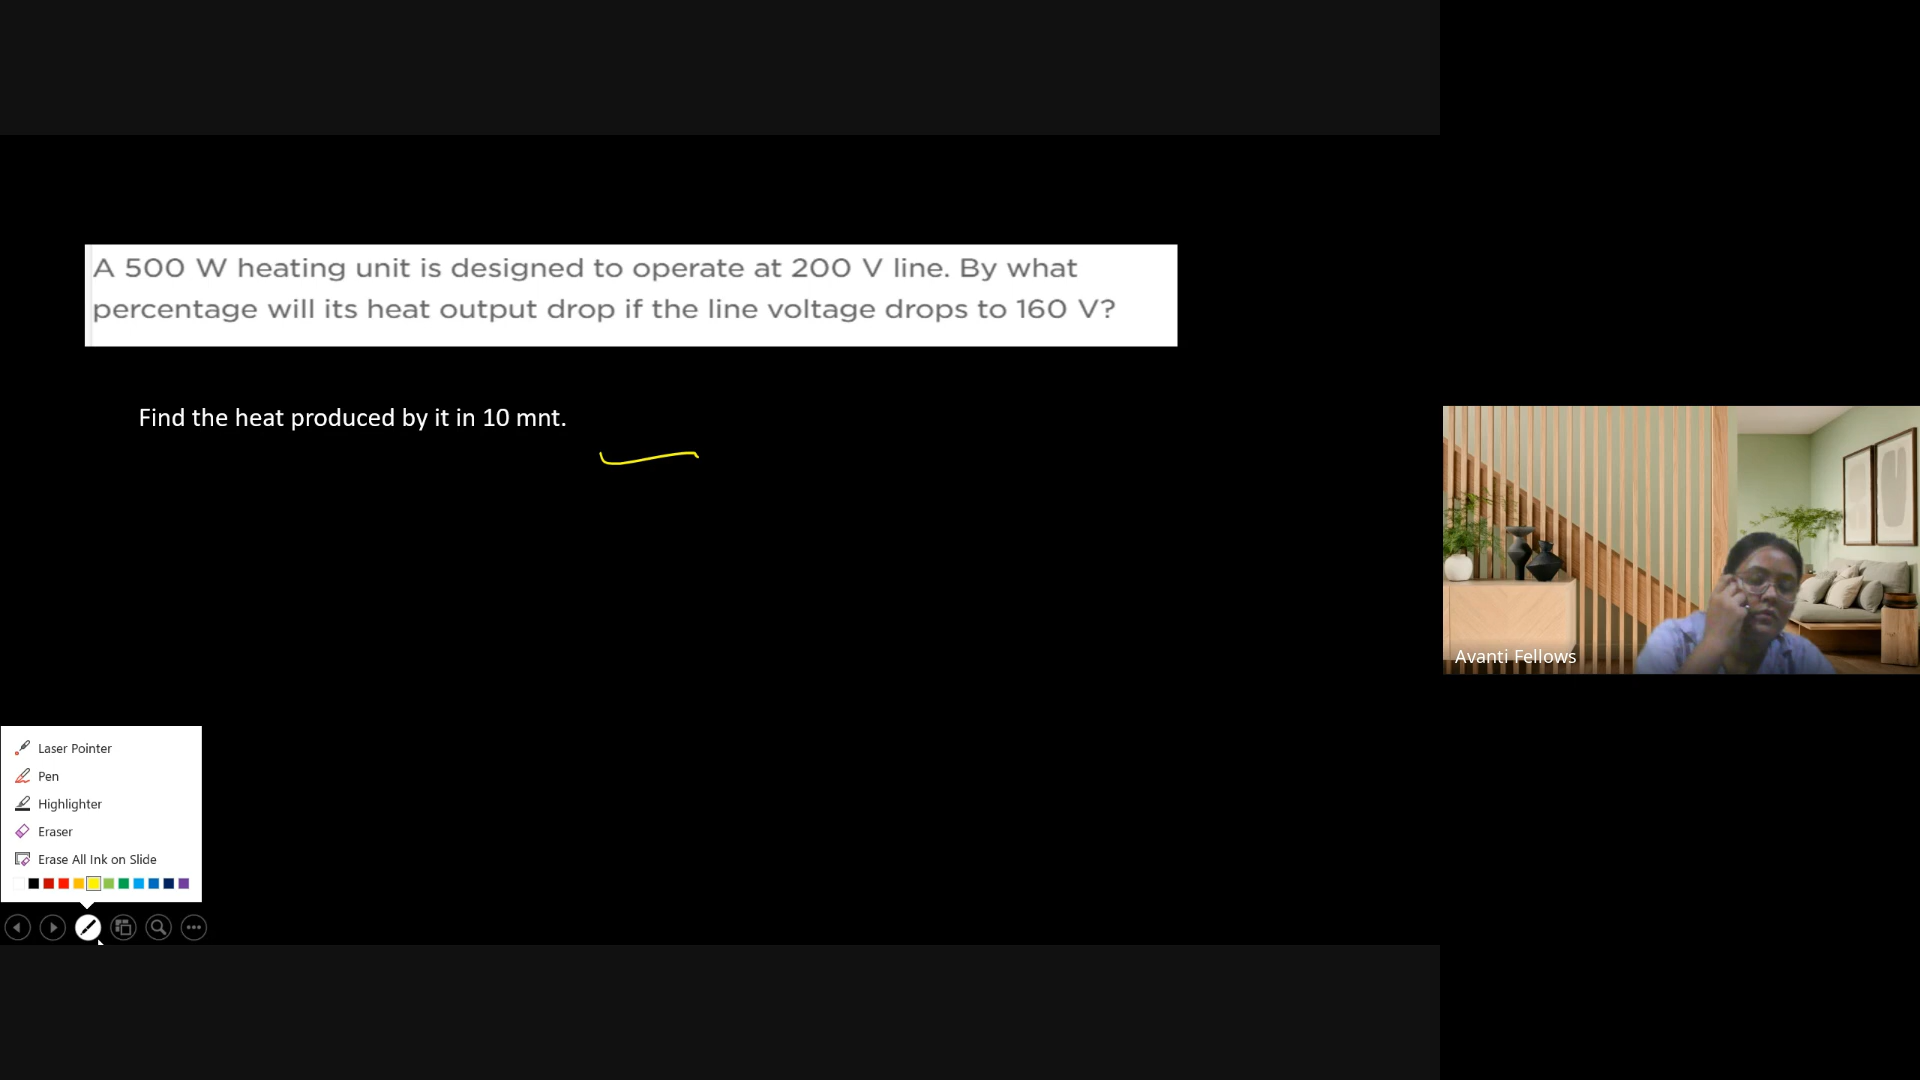 A 500 W heating unit is designed to operate at 200 V line. By what
percentage will its heat output drop if the line voltage drops to 160 V?
Find the heat produced by it in 10 mnt.
Avanti Fellows
Laser Pointer
Pen
Highlighter
Eraser
Erase All Ink on Slide